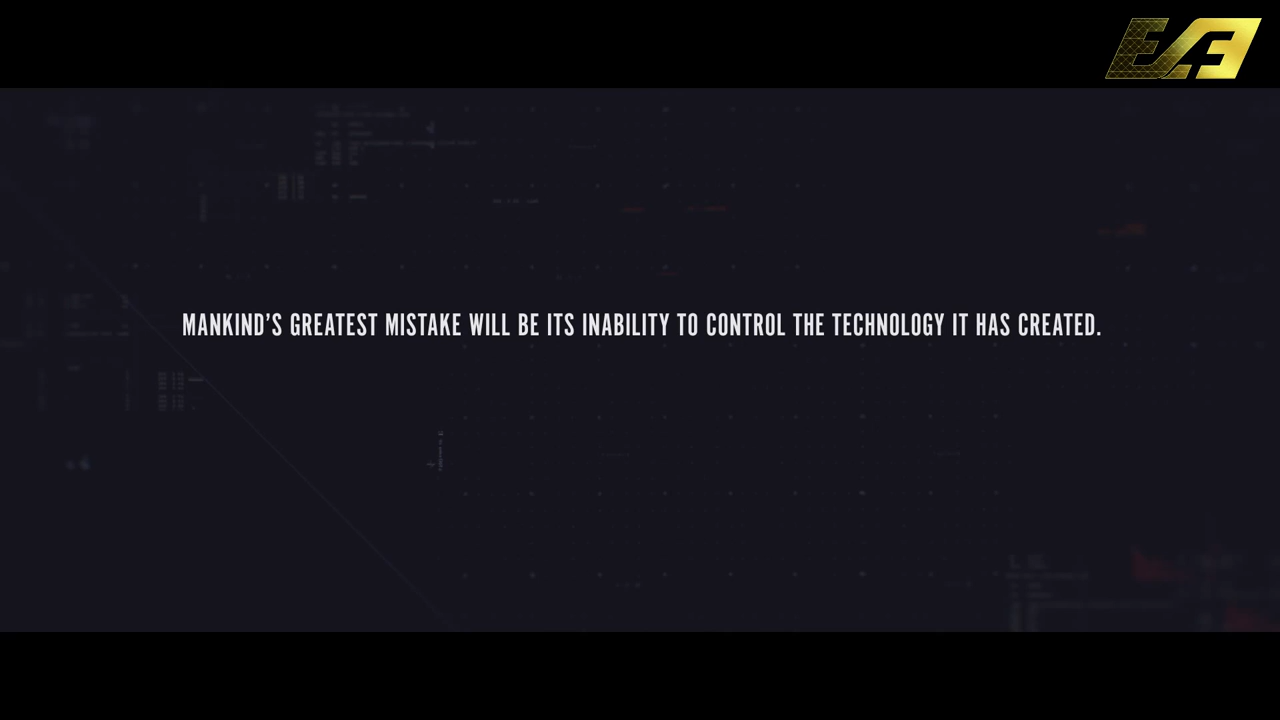 MANKIND'S GREATEST MISTAKE WILL BE ITS INABILITY TO CONTROL THE TECHNOLOGY IT HAS CREATED.